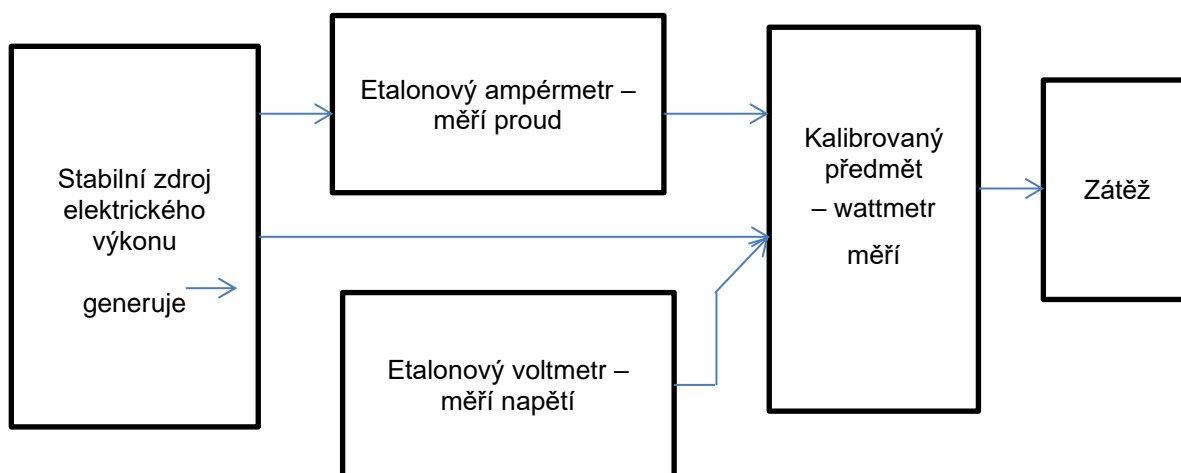 Stabilní zdroj
elektrického
výkonu
generuje
Etalonový ampérmetr –
měří proud
Etalonový voltmetr –
měří napětí
Kalibrovaný
předmět
– wattmetr
měří
Zátěž